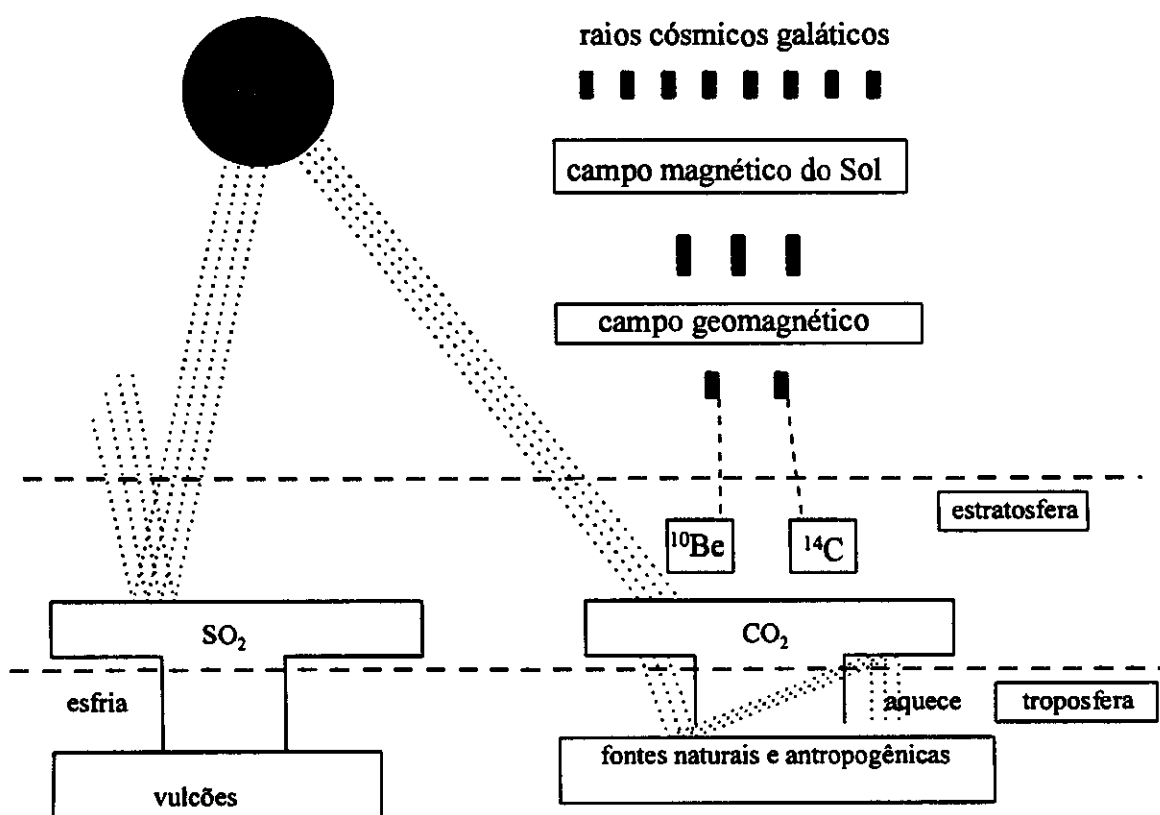 raios cósmicos galáticos
campo magnético do Sol
campo geomagnético
estratosfera
¹⁰Be
¹⁴C
SO₂
CO₂
esfria
aquece
troposfera
fontes naturais e antropogênicas
vulcões